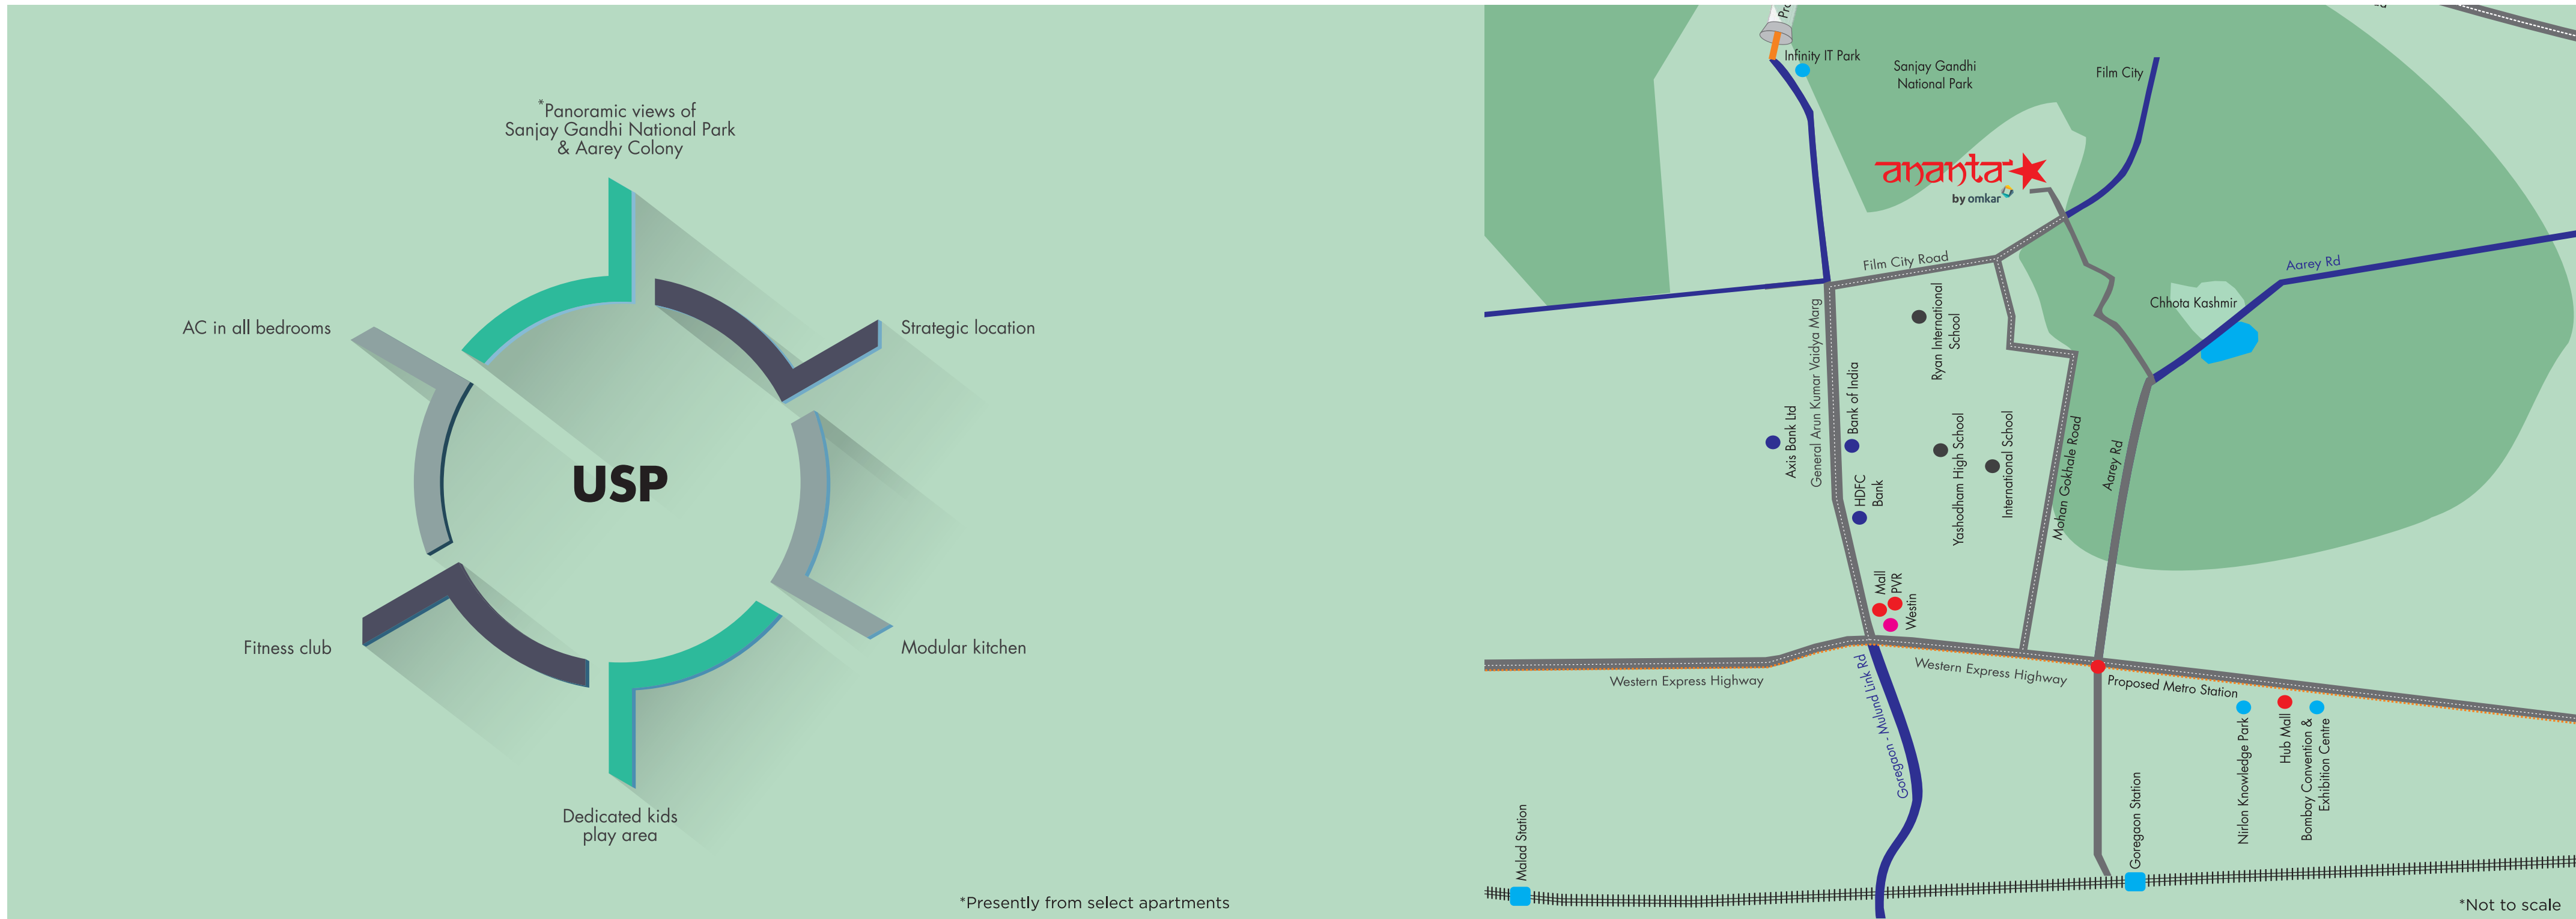 *Panoramic views of
Sanjay Gandhi National Park
& Aarey Colony
AC in all bedrooms
Strategic location
USP
Fitness club
Modular kitchen
Dedicated kids
play area
*Presently from select apartments
Infinity IT Park
Sanjay Gandhi
National Park
Film City
ananta
by omkar
Film City Road
Aarey Rd
Chhota Kashmir
General Arun Kumar Vaidya Marg
Ryan International
School
Axis Bank Ltd
Bank of India
HDFC
Bank
Yashodham High School
International School
Mohan Gokhale Road
Aarey Rd
Mall
PVR
Westin
Western Express Highway
Western Express Highway
Goregaon - Mulund Link Rd
Proposed Metro Station
Nirlon Knowledge Park
Hub Mall
Bombay Convention &
Exhibition Centre
Malad Station
Goregaon Station
*Not to scale